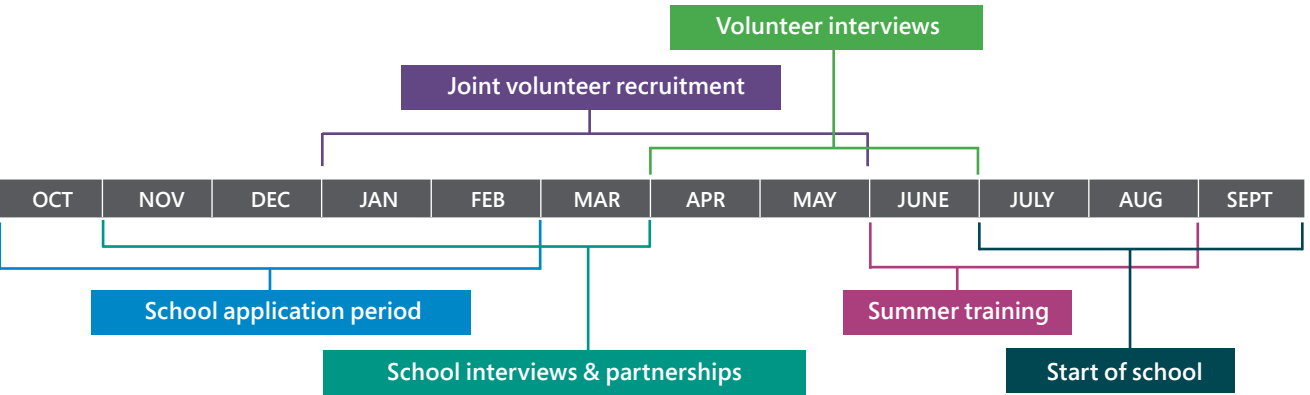 Volunteer interviews
Joint volunteer recruitment
OCT NOV DEC JAN FEB MAR APR MAY JUNE JULY AUG SEPT
School application period
Summer training
School interviews & partnerships
Start of school